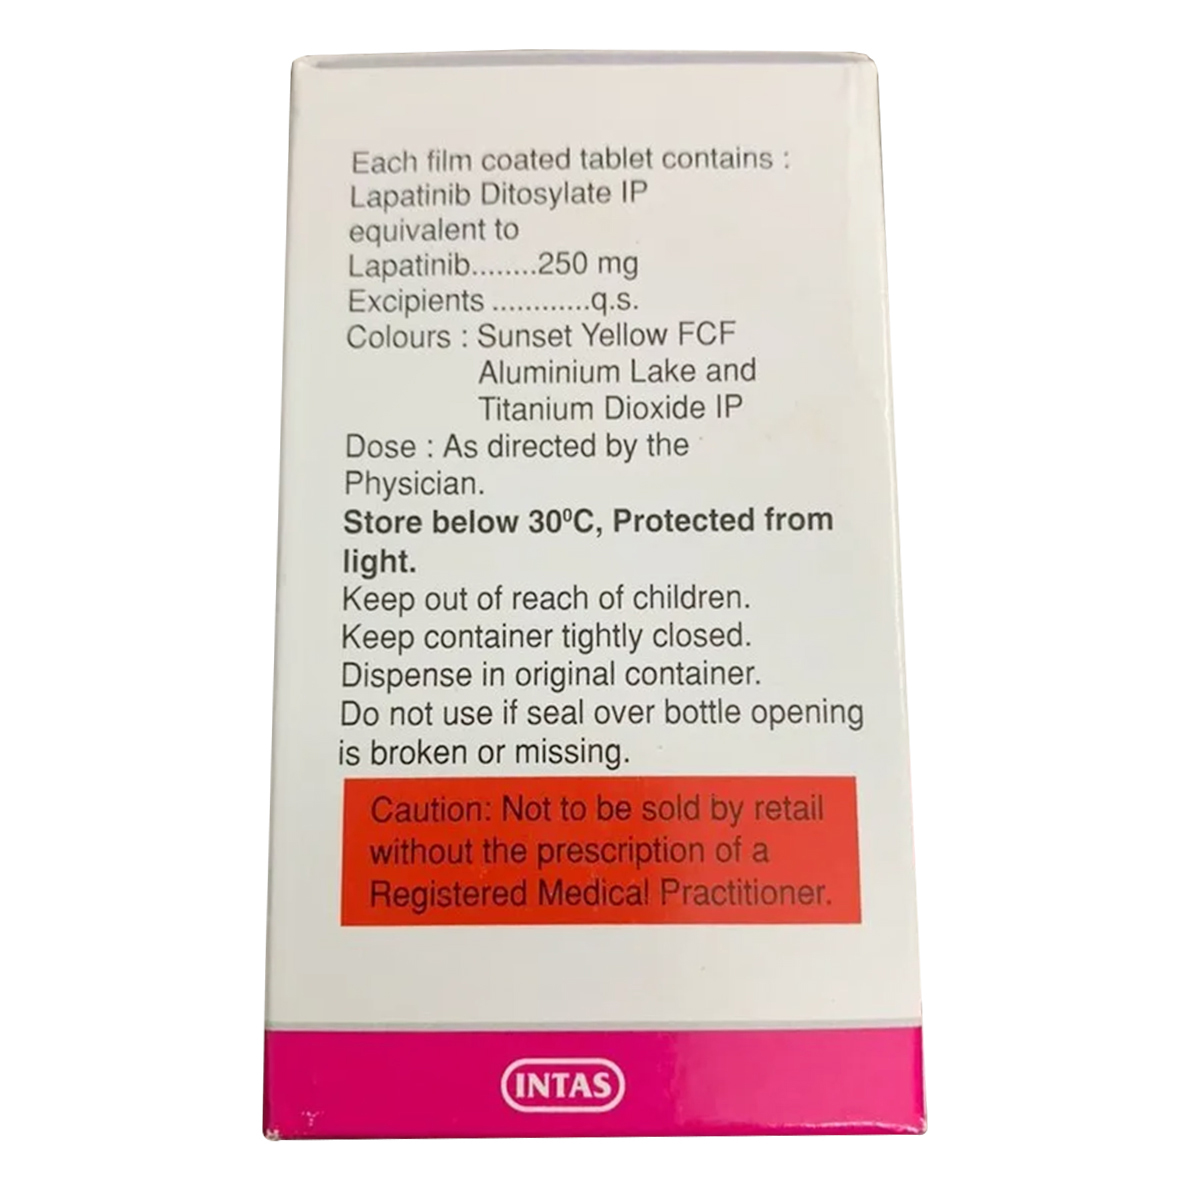 Each film coated tablet contains :
Lapatinib Ditosylate IP
equivalent to
Lapatinib........250 mg
Excipients ............q.s.
Colours : Sunset Yellow FCF
Aluminium Lake and
Titanium Dioxide IP
Dose : As directed by the
Physician.
Store below 30⁰C, Protected from
light.
Keep out of reach of children.
Keep container tightly closed.
Dispense in original container.
Do not use if seal over bottle opening
is broken or missing.
Caution: Not to be sold by retail
without the prescription of a
Registered Medical Practitioner.
INTAS